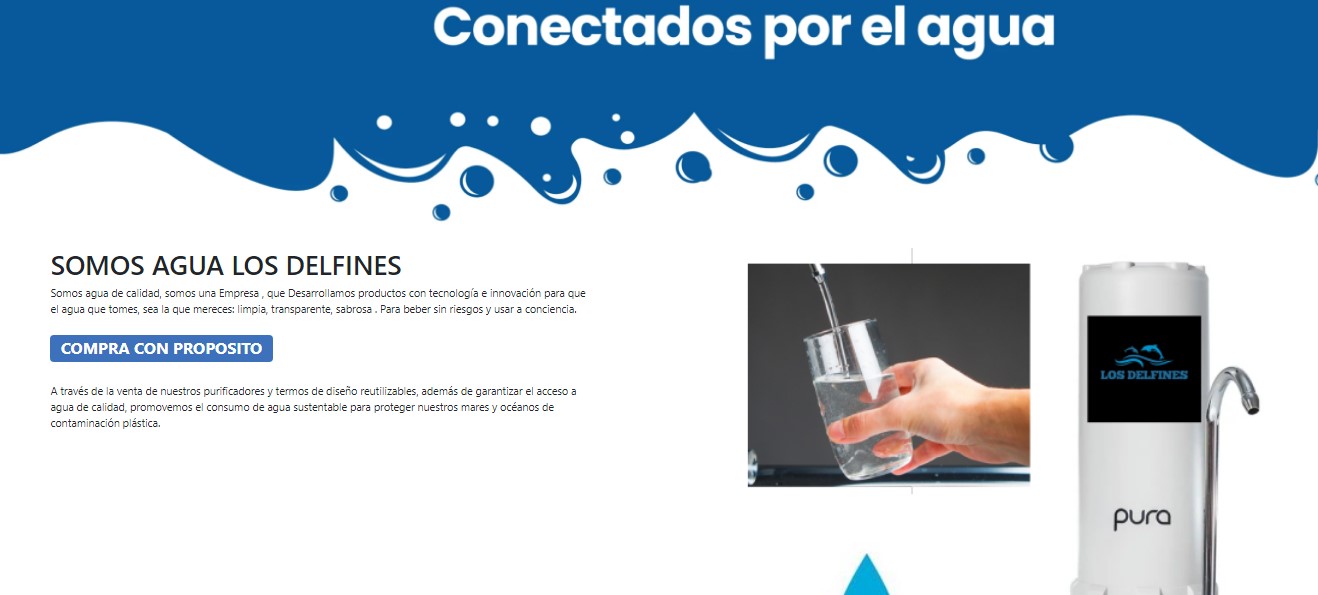 Conectados por el agua
SOMOS AGUA LOS DELFINES
Somos agua de calidad, somos una Empresa , que Desarrollamos productos con tecnología e innovación para que
el agua que tomes, sea la que mereces: limpia, transparente, sabrosa . Para beber sin riesgos y usar a conciencia.
COMPRA CON PROPOSITO
A través de la venta de nuestros purificadores y termos de diseño reutilizables, además de garantizar el acceso a
agua de calidad, promovemos el consumo de agua sustentable para proteger nuestros mares y océanos de
contaminación plástica.
LOS DELFINES
pura